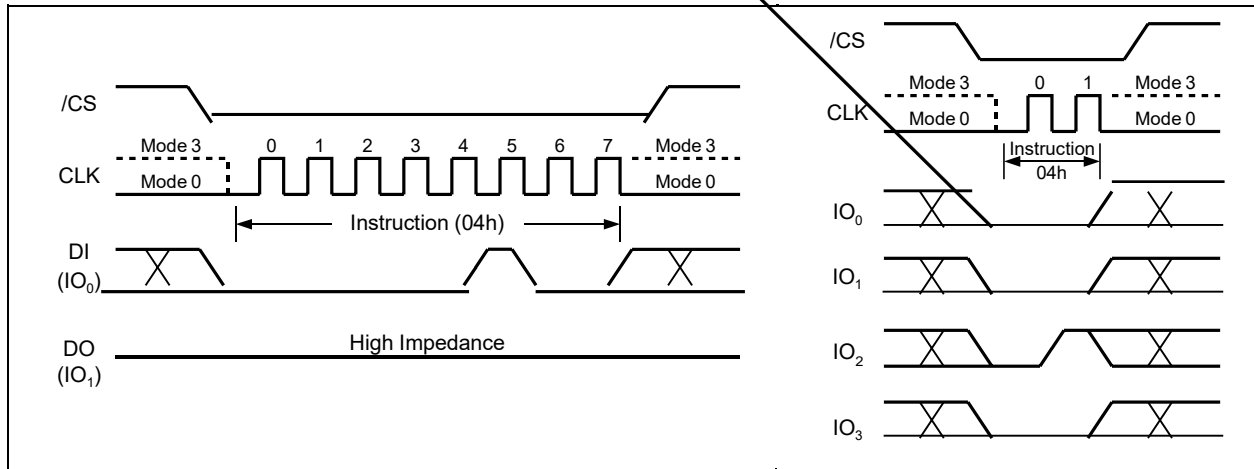 /CS
Mode 3 0 1 2 3 4 5 6 7 Mode 3
CLK
Mode 0 Mode 0
Instruction (04h)
DI
(IO₀)
DO
(IO₁)
High Impedance
/CS
Mode 3 0 1 Mode 3
CLK
Mode 0 Mode 0
Instruction
04h
IO₀
IO₁
IO₂
IO₃